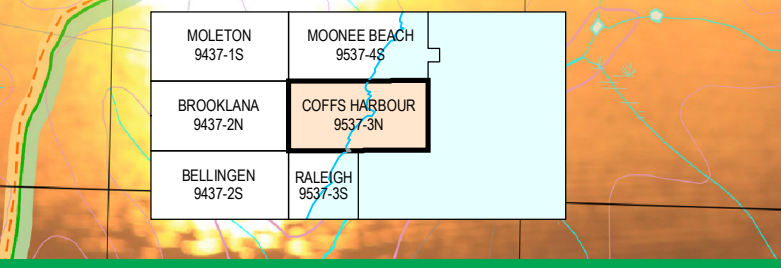 MOLETON
9437-1S
MOONEE BEACH
9537-4S
BROOKLANA
9437-2N
COFFS HARBOUR
9537-3N
BELLINGEN
9437-2S
RALEIGH
9537-3S